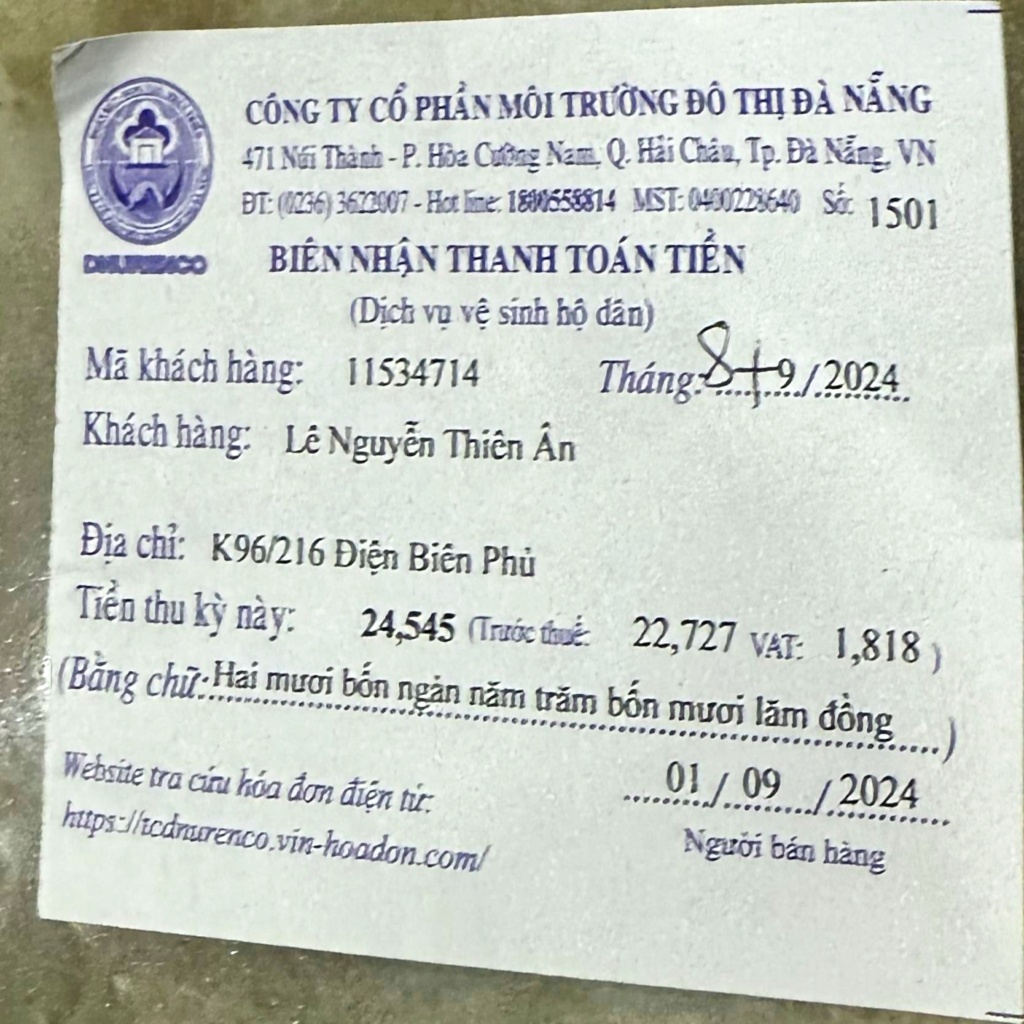 CÔNG TY CỔ PHẦN MÔI TRƯỜNG ĐÔ THỊ ĐÀ NẴNG
471 Núi Thành - P. Hòa Cường Nam, Q. Hải Châu, Tp. Đà Nẵng, VN
ĐT: (0236) 3622007 - Hot line: MST: 0400228640 Số: 1501
DNURENCO
BIÊN NHẬN THANH TOÁN TIỀN
(Dịch vụ vệ sinh hộ dân)
Mã khách hàng: 11534714 Tháng: 8+9/2024
Khách hàng: Lê Nguyễn Thiên Ân
Địa chỉ: K96/216 Điện Biên Phủ
Tiền thu kỳ này: 24,545 (Trước thuế: 22,727 VAT: 1,818)
(Bằng chữ: Hai mươi bốn ngàn năm trăm bốn mươi lăm đồng)
01/09/2024
Website tra cứu hóa đơn điện tử:
Người bán hàng
https://tcdnurenco.vin-hoadon.com/